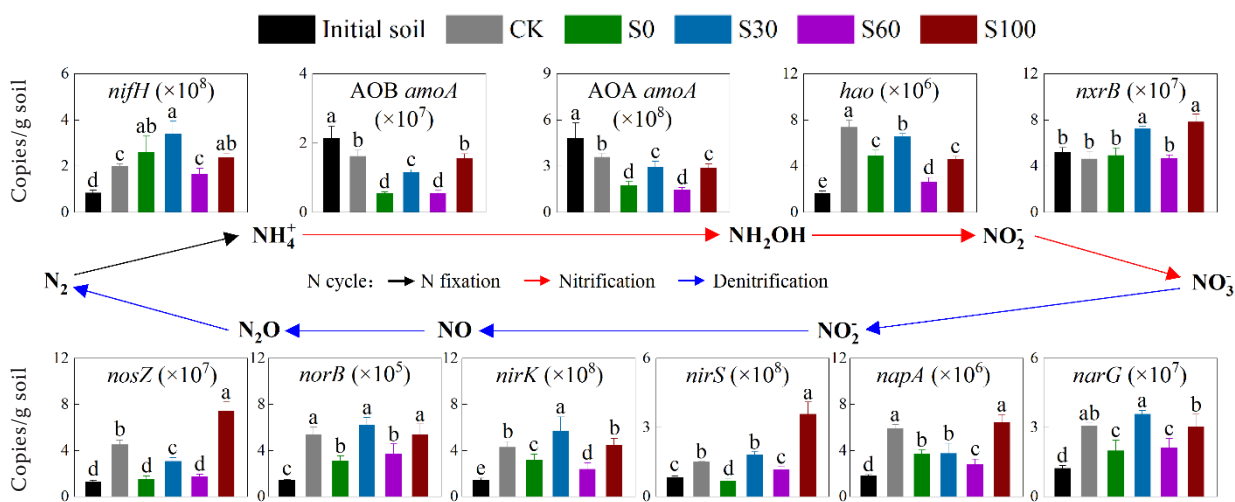 Initial soil CK S0 S30 S60 S100
Copies/g soil
nifH (×10⁸)
6
4
2
0
d c ab a c ab
AOB amoA
(×10⁷)
4
2
0
a b d c d b
AOA amoA
(×10⁸)
9
6
3
0
a b d c d c
hao (×10⁶)
12
8
4
0
e a c b d c
nxrB (×10⁷)
12
8
4
0
b b b a b a
NH₄⁺ NH₂OH NO₂⁻
N₂ N cycle: N fixation Nitrification Denitrification NO₃⁻
N₂O NO NO₂⁻
Copies/g soil
nosZ (×10⁷)
12
8
4
0
d b d c d a
norB (×10⁵)
12
8
4
0
c a b a b a
nirK (×10⁸)
12
8
4
0
e b c a d b
nirS (×10⁸)
6
3
0
c b d b c a
napA (×10⁶)
12
8
4
0
d a b b c a
narG (×10⁷)
6
3
0
d ab c a c b